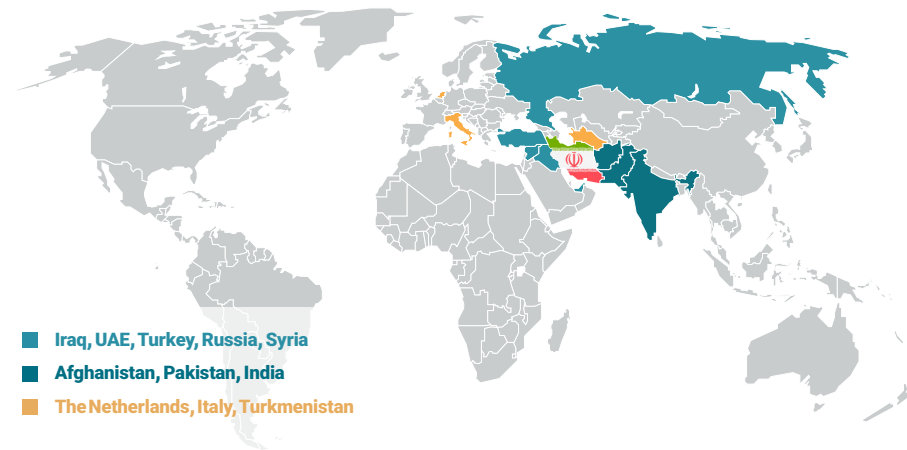 Iraq, UAE, Turkey, Russia, Syria
Afghanistan, Pakistan, India
The Netherlands, Italy, Turkmenistan